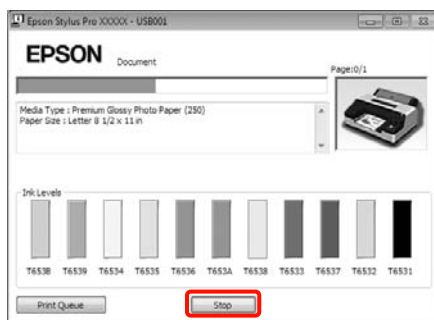 Epson Stylus Pro XXXXX - USB001
EPSON
Document
Page:0/1
Media Type : Premium Glossy Photo Paper (250)
Paper Size : Letter 8 1/2 x 11 in
Ink Levels
T653B T6539 T6534 T6535 T6536 T653A T6538 T6533 T6537 T6532 T6531
Print Queue
Stop